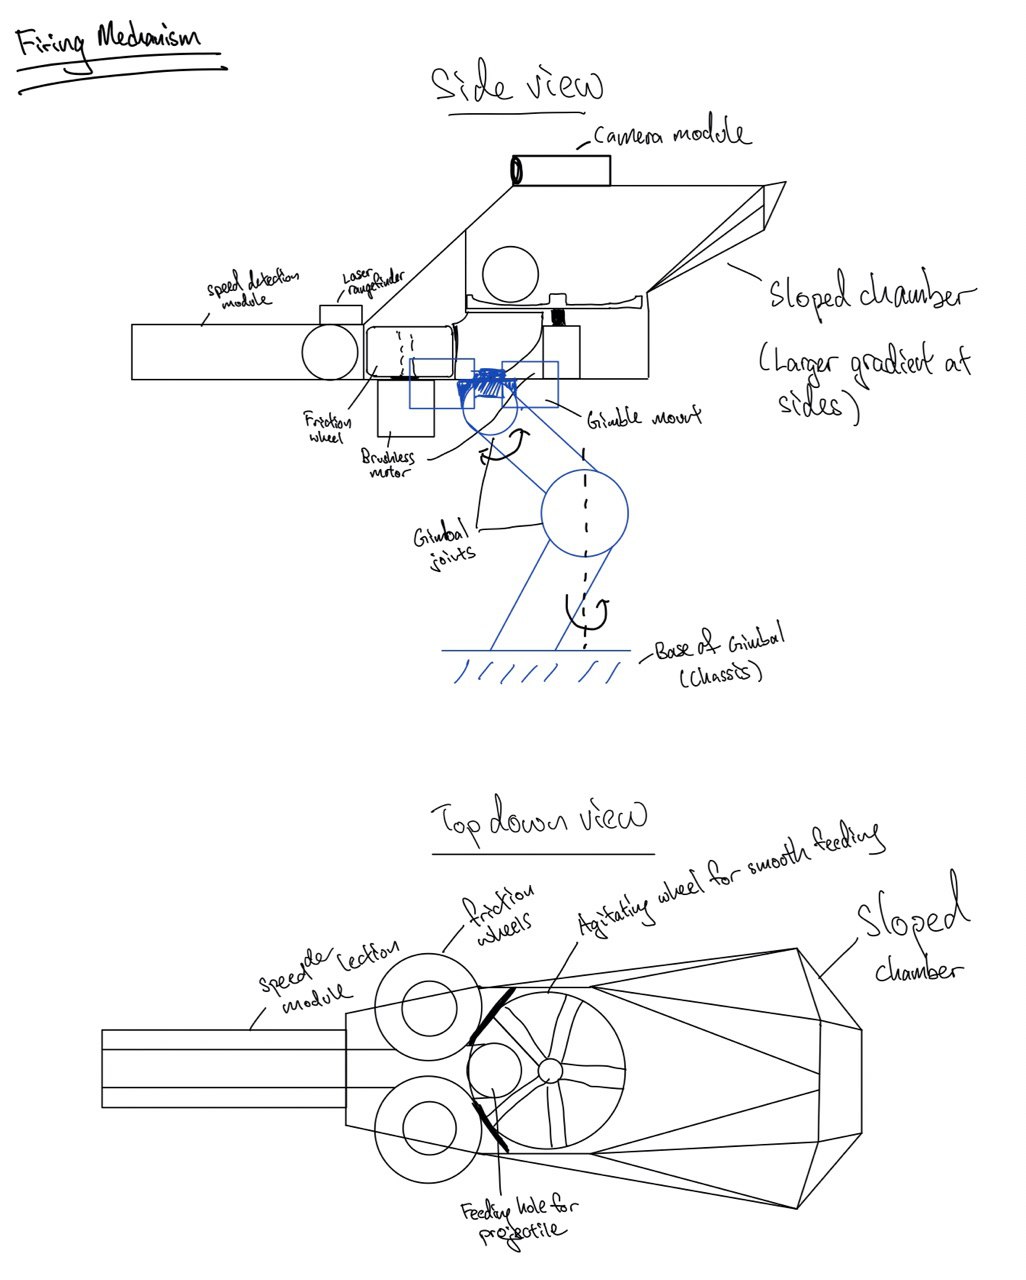 Firing Mechanism
Side view
Camera module
speed detection
module
Laser
rangefinder
Sloped chamber
(Larger gradient at
sides)
Friction
wheel
Brushless
motor
Gimble mount
Gimbal
joints
Base of Gimbal
(Chassis)
Top down view
friction
wheels
Agitating wheel for smooth feeding
speed detection
module
Sloped
chamber
Feeding hole for
projectile